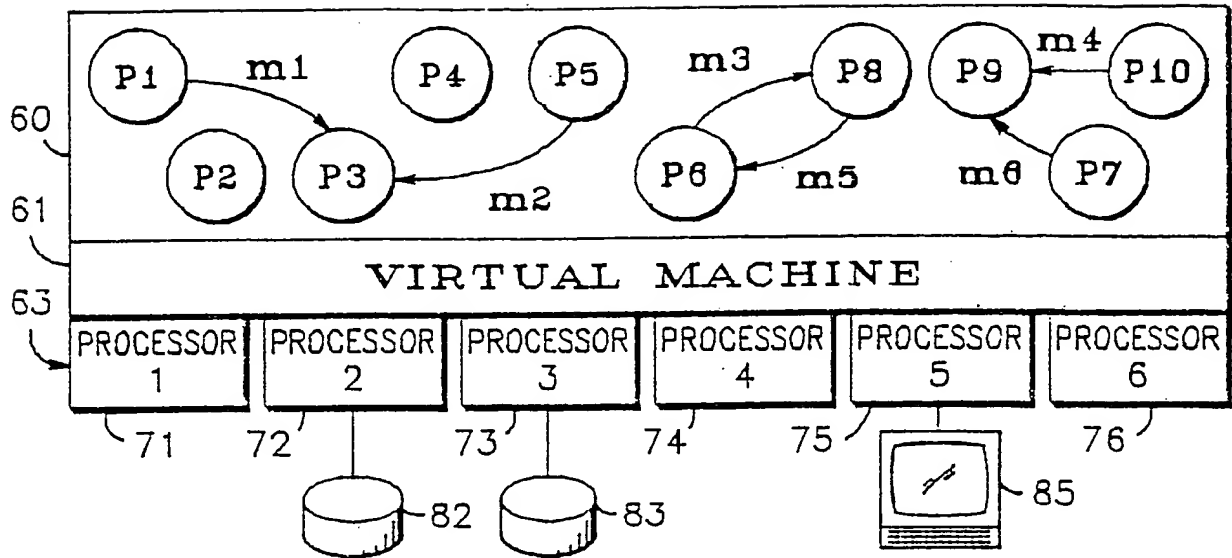 P1
m1
P4
P5
m3
P8
P9
m4
P10
60
P2
P3
m2
P6
m5
m6
P7
61
VIRTUAL MACHINE
63
PROCESSOR
1
PROCESSOR
2
PROCESSOR
3
PROCESSOR
4
PROCESSOR
5
PROCESSOR
6
71
72
73
74
75
76
82
83
85